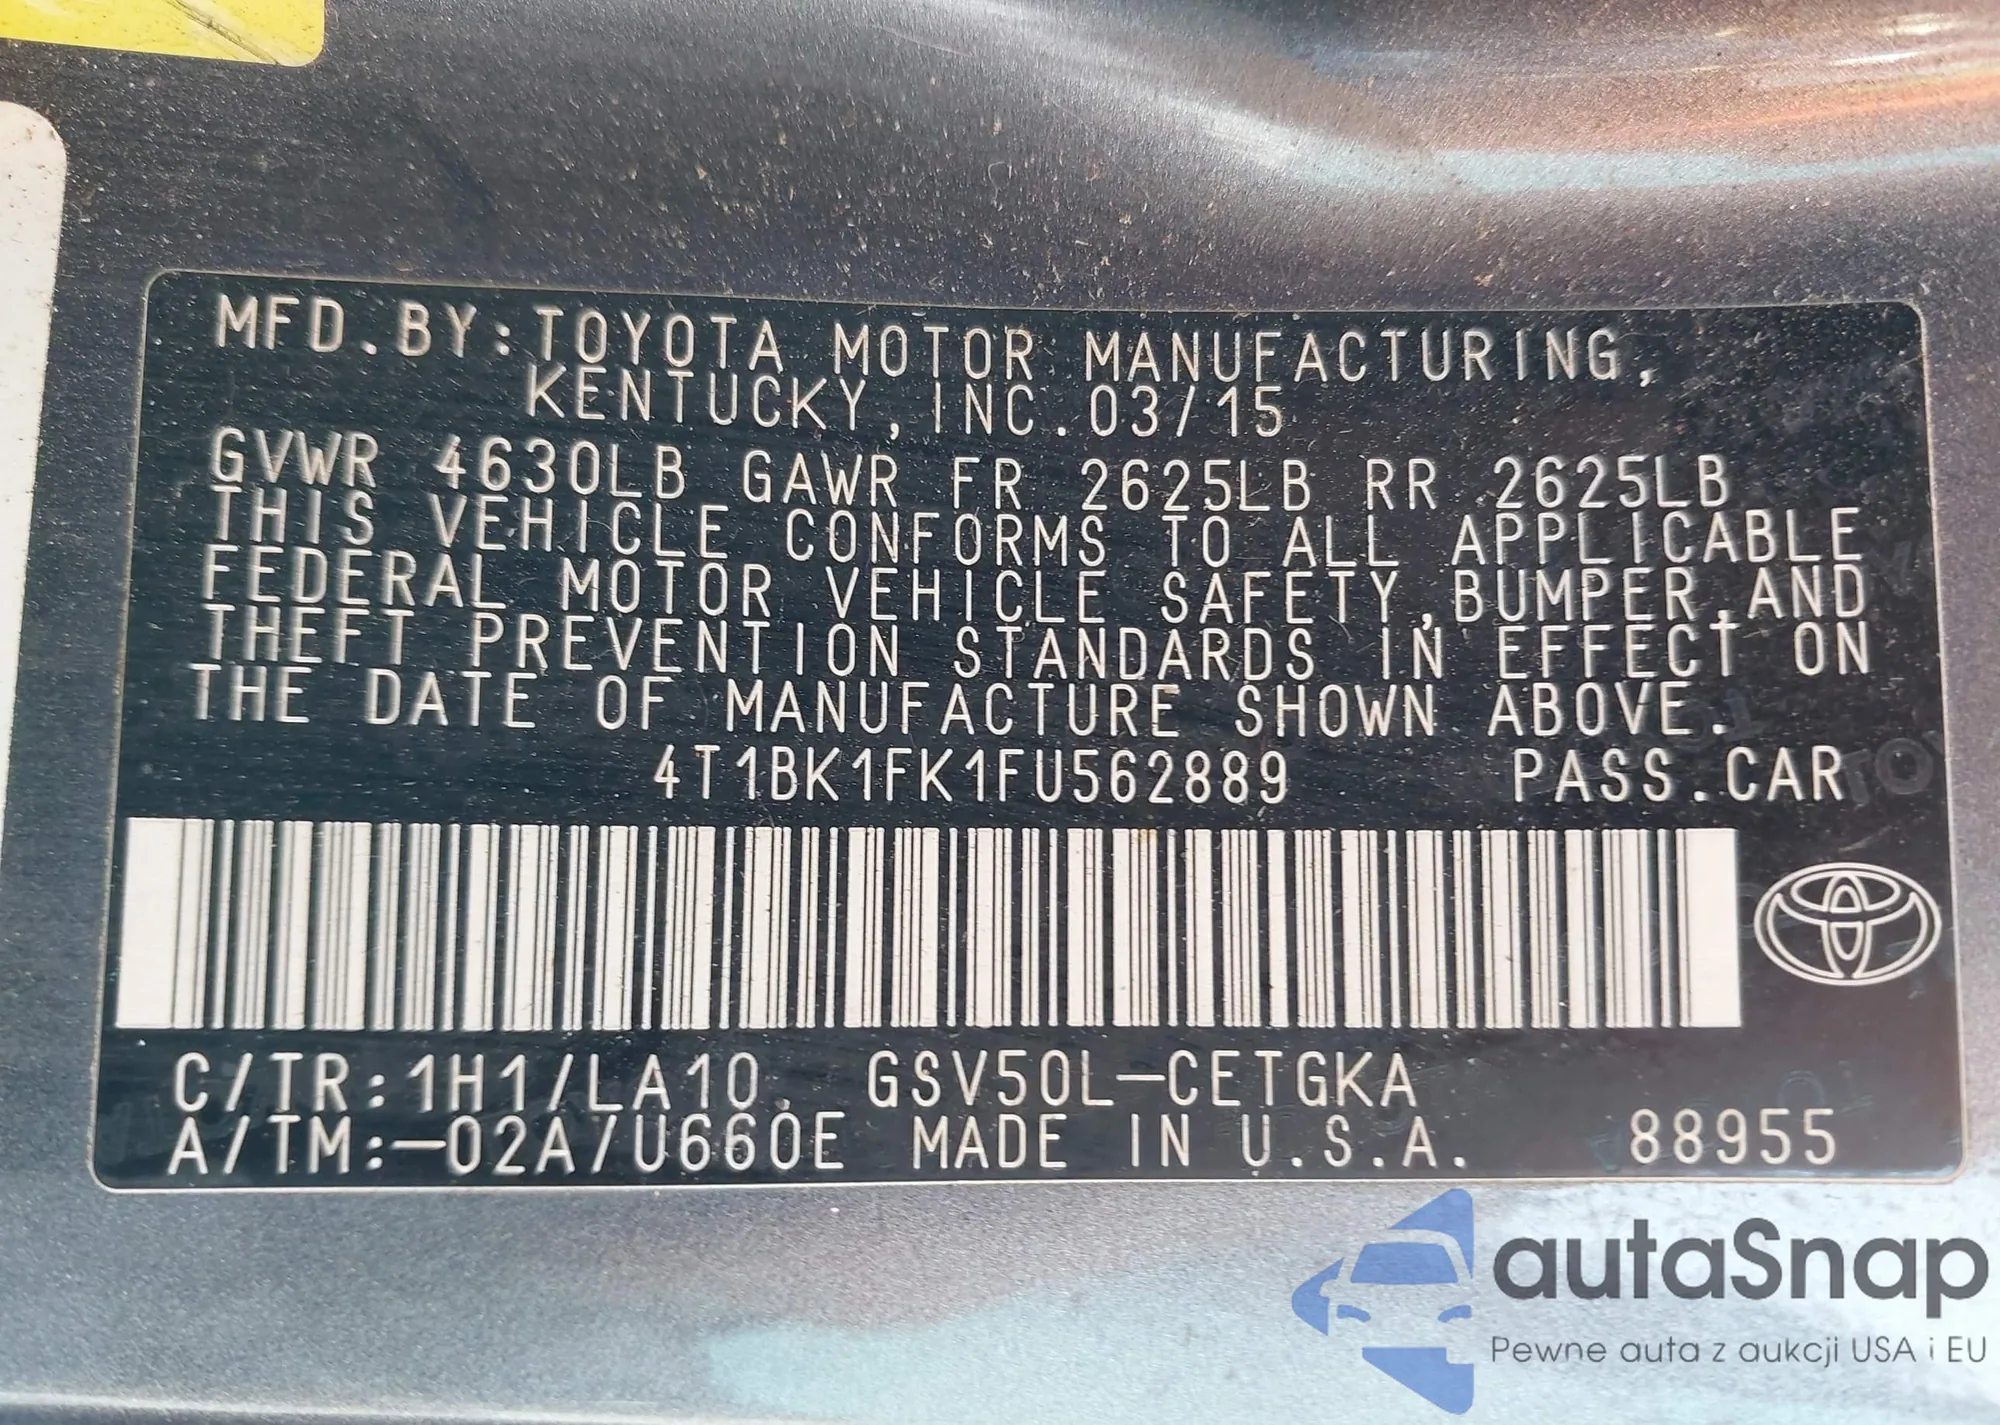 MFD.BY:TOYOTA MOTOR MANUFACTURING,
KENTUCKY,INC.03/15
GVWR 4630LB GAWR FR 2625LB RR 2625LB
THIS VEHICLE CONFORMS TO ALL APPLICABLE
FEDERAL MOTOR VEHICLE SAFETY,BUMPER,AND
THEFT PREVENTION STANDARDS IN EFFECT ON
THE DATE OF MANUFACTURE SHOWN ABOVE.
4T1BK1FK1FU562889 PASS.CAR
C/TR:1H1/LA10 GSV50L-CETGKA
A/TM:-02A/U660E MADE IN U.S.A. 88955
autaSnap
Pewne auta z aukcji USA i EU